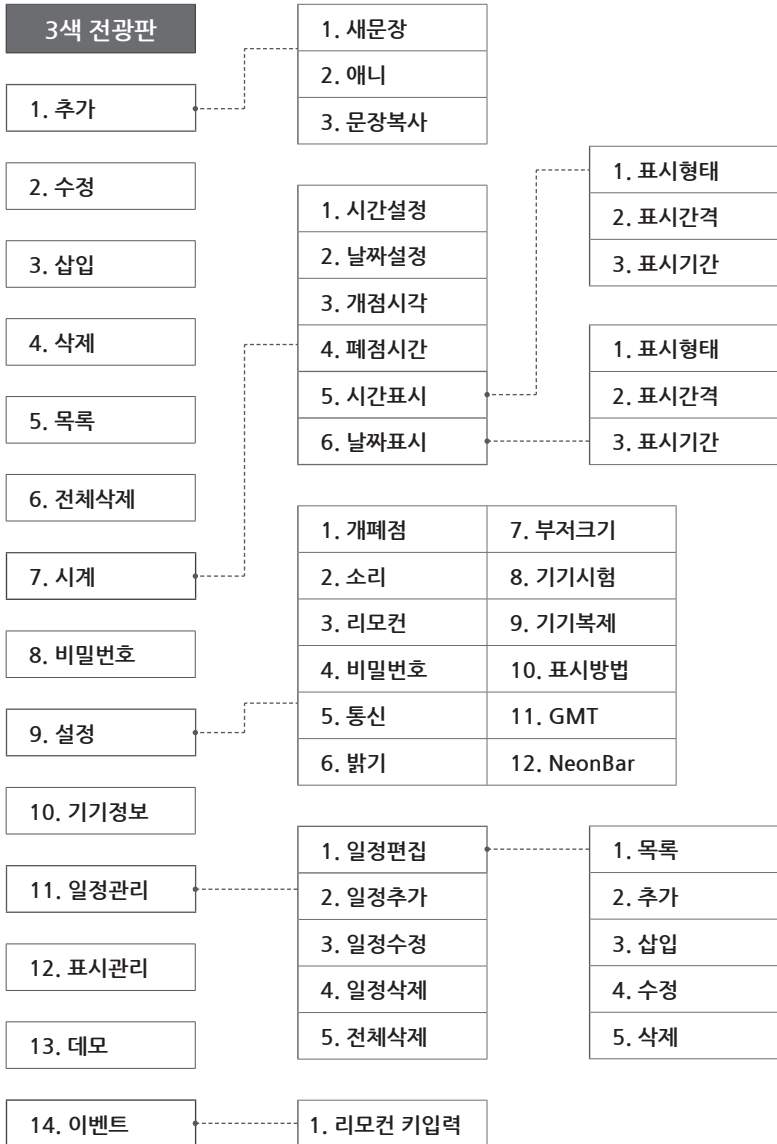 3색 전광판
1. 추가
2. 수정
3. 삽입
4. 삭제
5. 목록
6. 전체삭제
7. 시계
8. 비밀번호
9. 설정
10. 기기정보
11. 일정관리
12. 표시관리
13. 데모
14. 이벤트
1. 새문장
2. 애니
3. 문장복사
1. 시간설정
2. 날짜설정
3. 개점시각
4. 폐점시간
5. 시간표시
6. 날짜표시
1. 표시형태
2. 표시간격
3. 표시기간
1. 표시형태
2. 표시간격
3. 표시기간
1. 개폐점
2. 소리
3. 리모컨
4. 비밀번호
5. 통신
6. 밝기
7. 부저크기
8. 기기시험
9. 기기복제
10. 표시방법
11. GMT
12. NeonBar
1. 일정편집
2. 일정추가
3. 일정수정
4. 일정삭제
5. 전체삭제
1. 목록
2. 추가
3. 삽입
4. 수정
5. 삭제
1. 리모컨 키입력